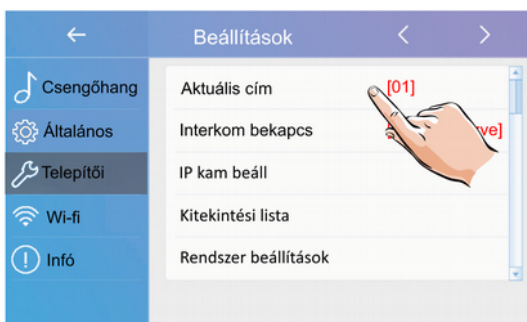 Beállítások
Csengőhang
Általános
Telepítői
Wi-fi
Infó
Aktuális cím [01]
Interkom bekapcs
IP kam beáll
Kitekintési lista
Rendszer beállítások